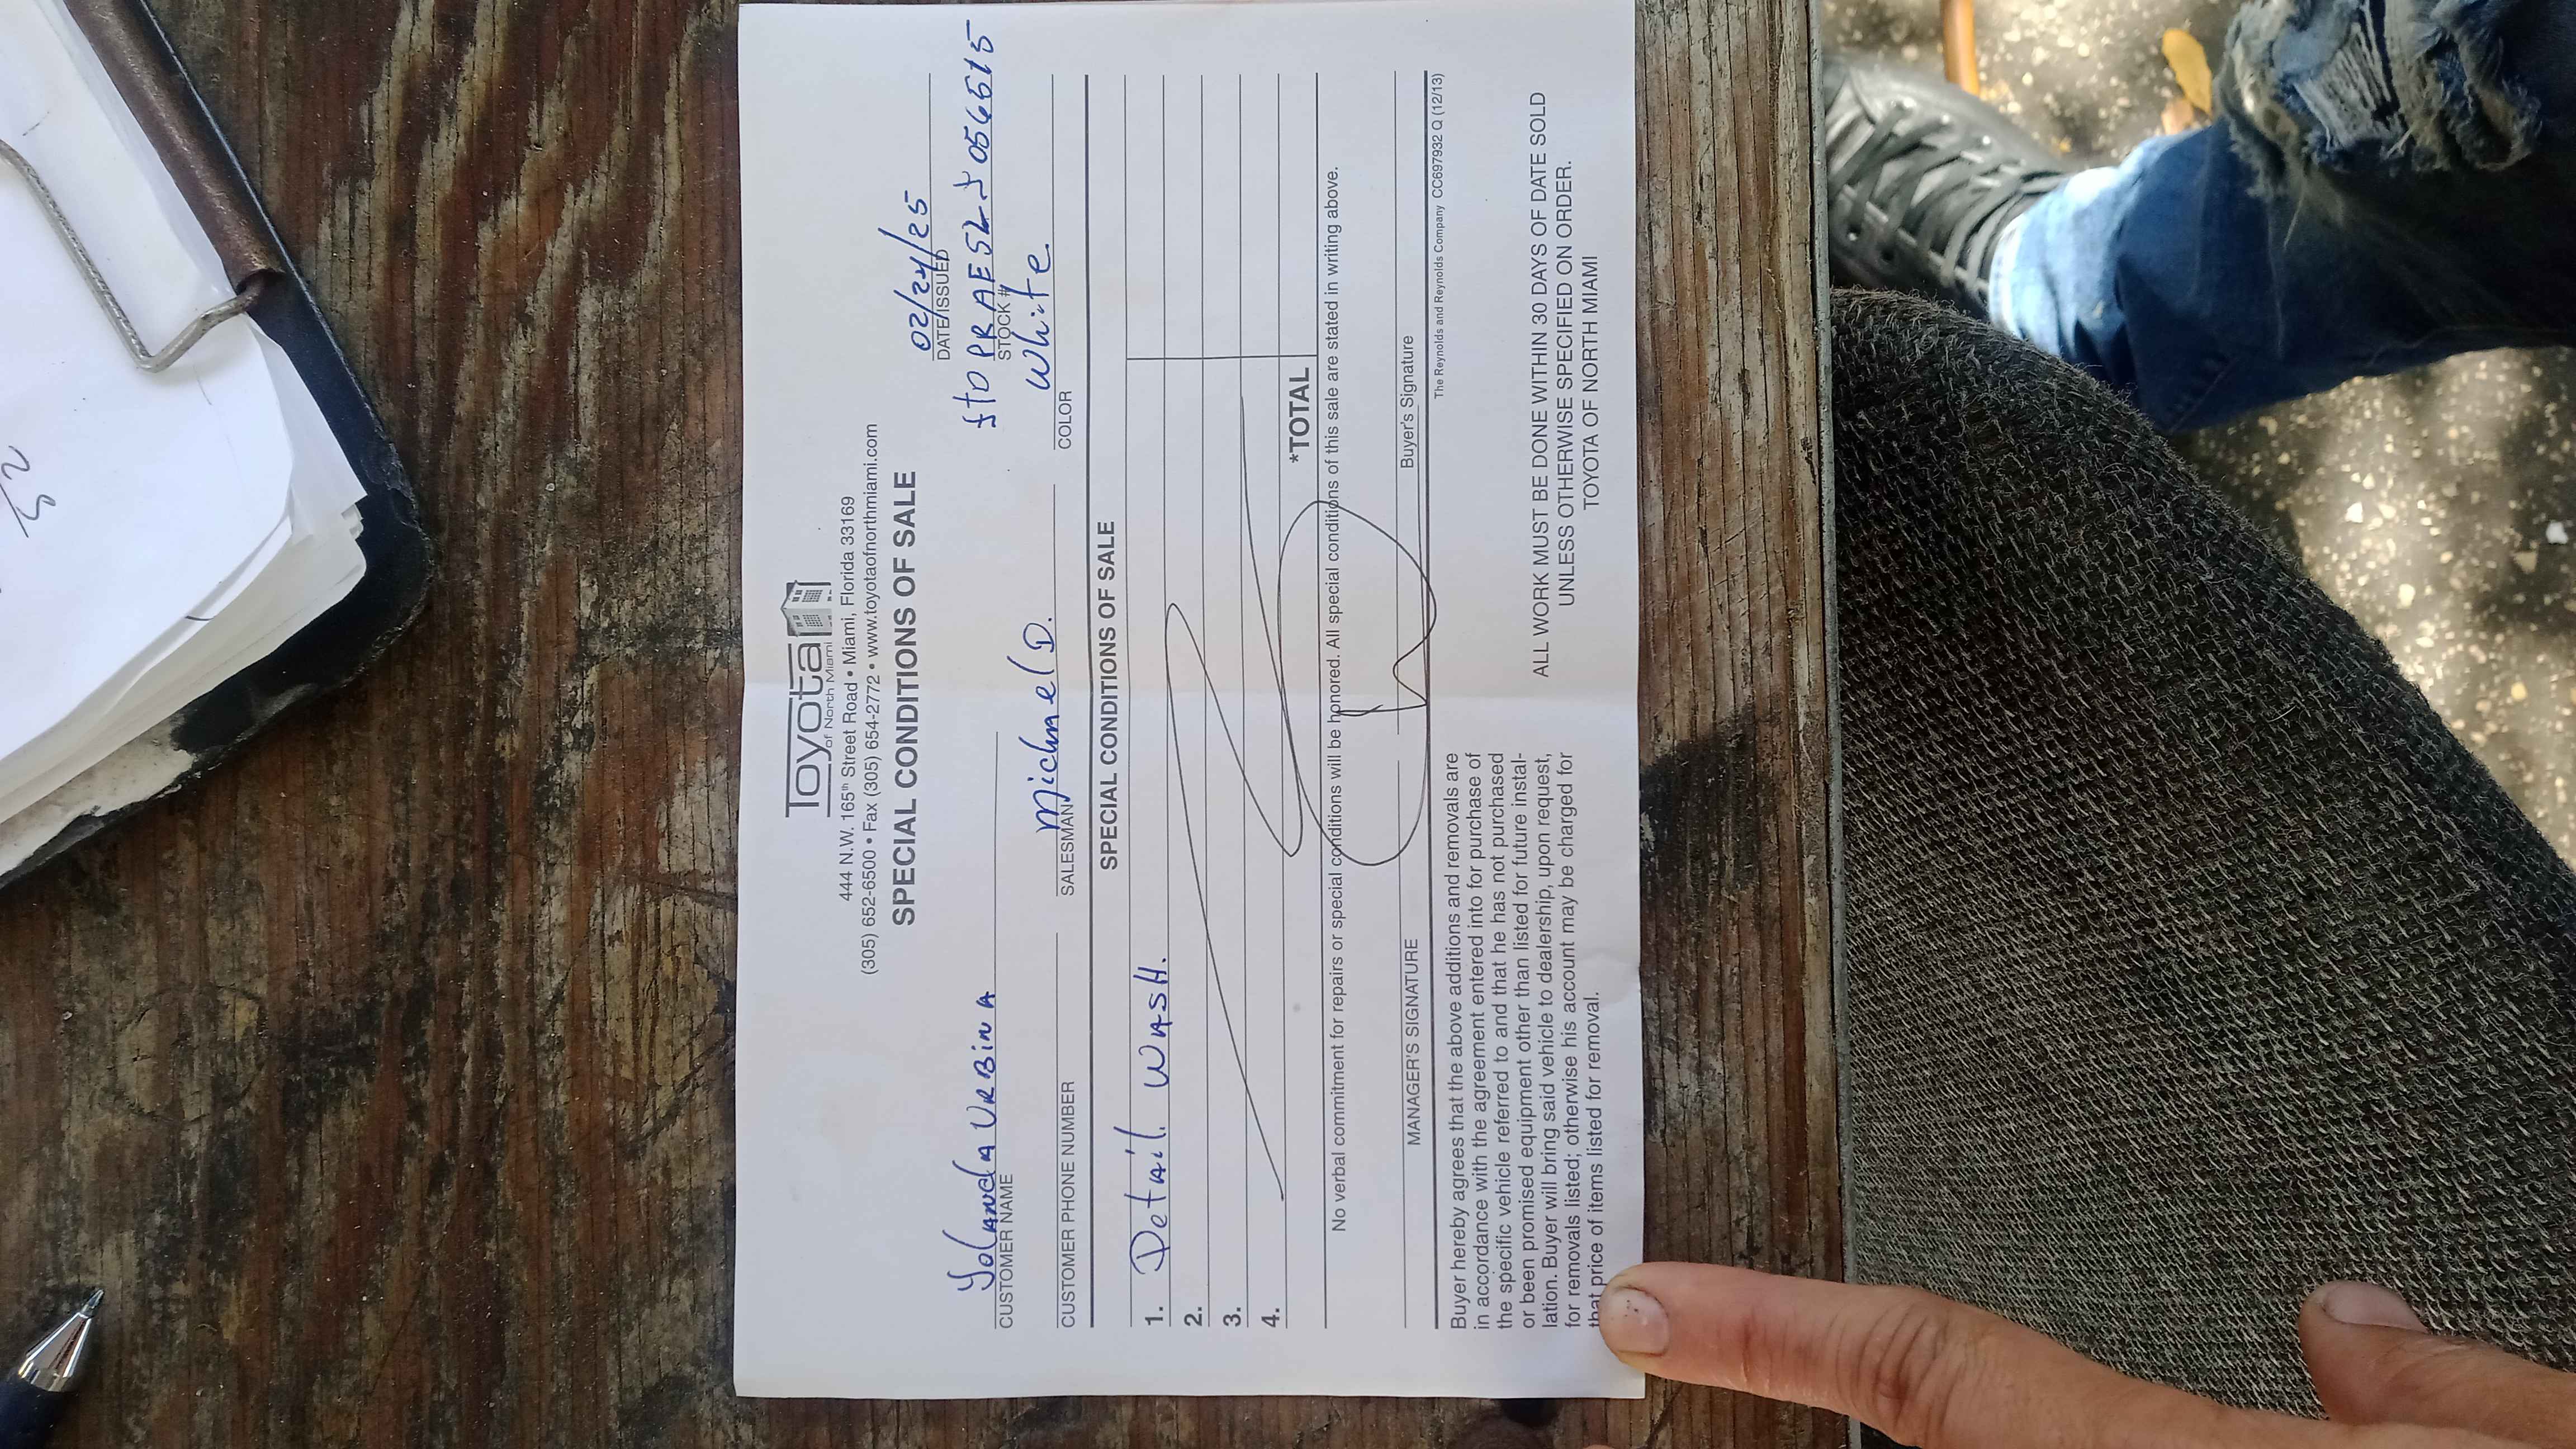 Toyota
of North Miami
444 N.W. 165th Street Road • Miami, Florida 33169
(305) 652-6500 • Fax (305) 654-2772 • www.toyotaofnorthmiami.com
SPECIAL CONDITIONS OF SALE
02/24/25
DATE ISSUED
Yolanda Urbina
CUSTOMER NAME
STOCK #
Michael D.
White
CUSTOMER PHONE NUMBER
SALESMAN
COLOR
SPECIAL CONDITIONS OF SALE
1. Detail Wash.
2.
3.
4.
*TOTAL
No verbal commitment for repairs or special conditions will be honored. All special conditions of this sale are stated in writing above.
MANAGER'S SIGNATURE
Buyer's Signature
The Reynolds and Reynolds Company CC697932 Q (12/13)
Buyer hereby agrees that the above additions and removals are
in accordance with the agreement entered into for purchase of
the specific vehicle referred to and that he has not purchased
or been promised equipment other than listed for future instal-
lation. Buyer will bring said vehicle to dealership, upon request,
for removals listed; otherwise his account may be charged for
that price of items listed for removal.
ALL WORK MUST BE DONE WITHIN 30 DAYS OF DATE SOLD
UNLESS OTHERWISE SPECIFIED ON ORDER.
TOYOTA OF NORTH MIAMI